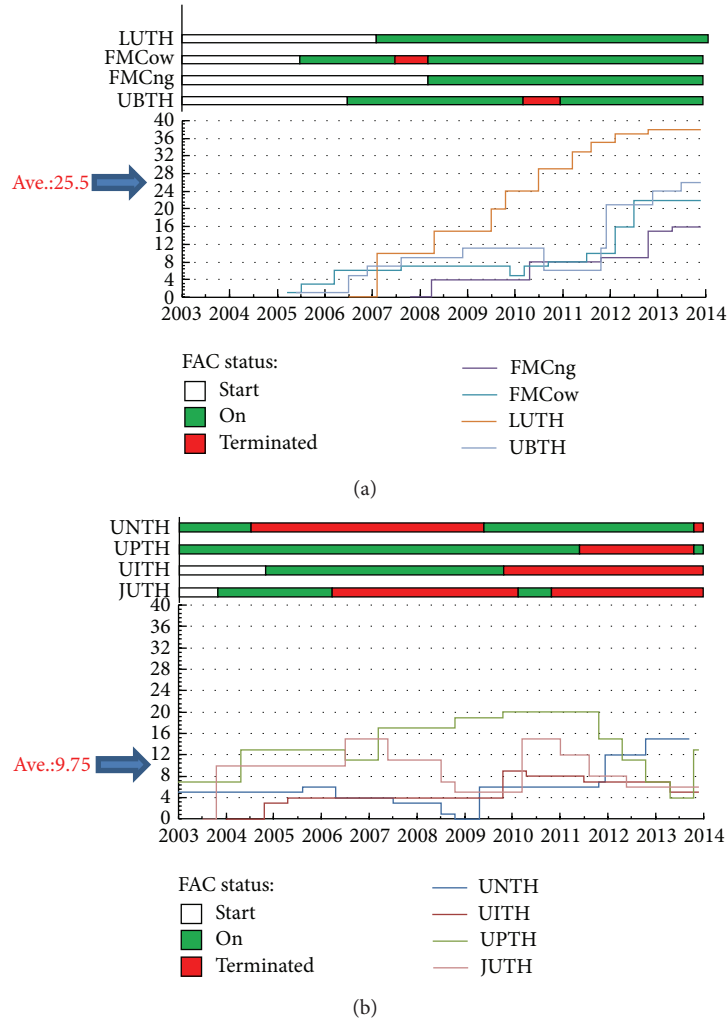 LUTH
FMCow
FMCng
UBTH
40
36
32
28
Ave.:25.5
24
20
16
12
8
4
0
2003 2004 2005 2006 2007 2008 2009 2010 2011 2012 2013 2014
FAC status:
Start
On
Terminated
FMCng
FMCow
LUTH
UBTH
(a)
UNTH
UPTH
UITH
JUTH
40
36
32
28
24
20
16
12
Ave.:9.75
8
4
0
2003 2004 2005 2006 2007 2008 2009 2010 2011 2012 2013 2014
FAC status:
Start
On
Terminated
UNTH
UITH
UPTH
JUTH
(b)